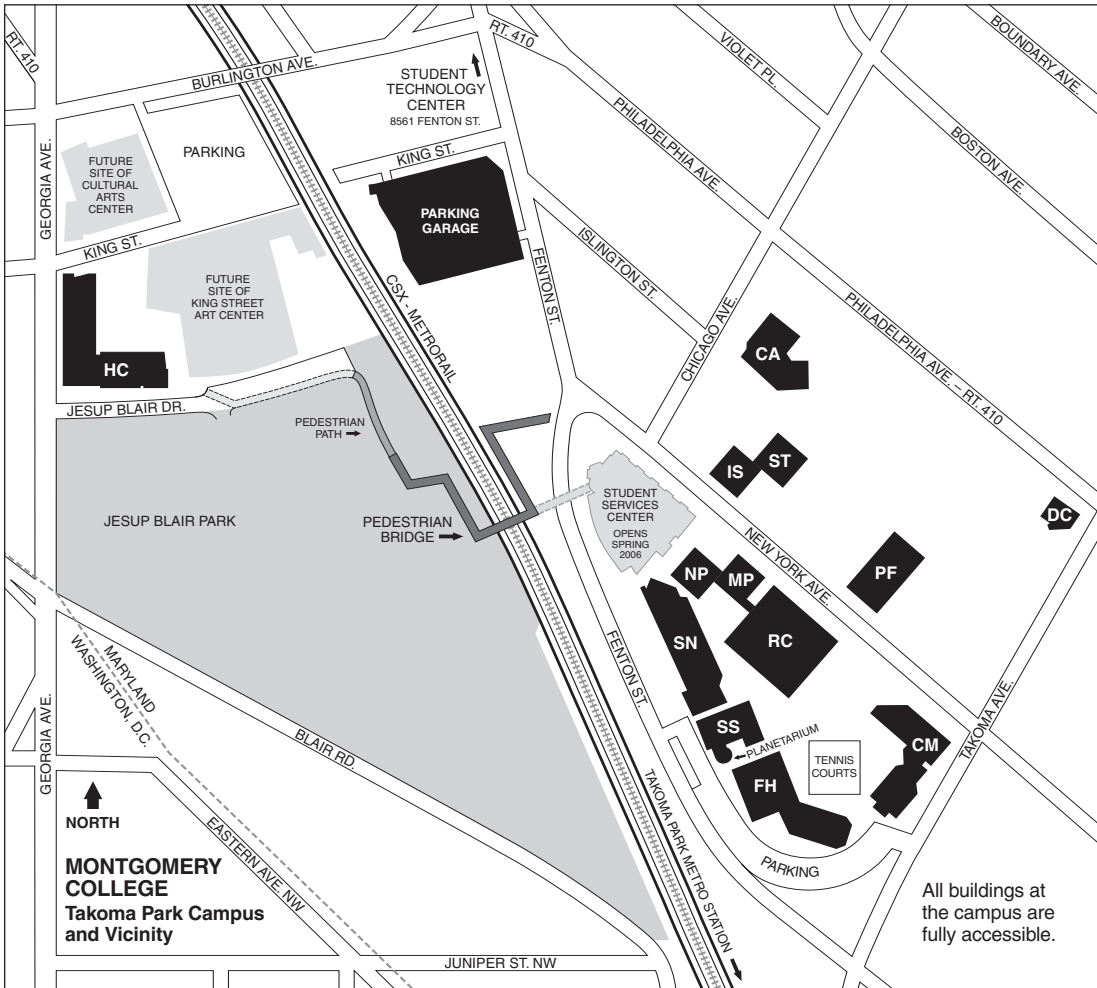 RT. 410
RT. 410
BURLINGTON AVE.
VIOLET PL.
BOUNDARY AVE.
STUDENT
TECHNOLOGY
CENTER
8561 FENTON ST.
PHILADELPHIA AVE.
BOSTON AVE.
GEORGIA AVE.
FUTURE
SITE OF
CULTURAL
ARTS
CENTER
PARKING
KING ST.
PARKING
GARAGE
KING ST.
FENTON ST.
ISLINGTON ST.
FUTURE
SITE OF
KING STREET
ART CENTER
CSX - METRORAIL
CHICAGO AVE.
PHILADELPHIA AVE. – RT. 410
CA
HC
JESUP BLAIR DR.
PEDESTRIAN
PATH
IS
ST
JESUP BLAIR PARK
PEDESTRIAN
BRIDGE
STUDENT
SERVICES
CENTER
OPENS
SPRING
2006
DC
NEW YORK AVE.
NP
MP
PF
SN
RC
FENTON ST.
MARYLAND
WASHINGTON, D.C.
GEORGIA AVE.
BLAIR RD.
SS
PLANETARIUM
TENNIS
COURTS
CM
TAKOMA AVE.
FH
TAKOMA PARK METRO STATION
PARKING
NORTH
EASTERN AVE. NW
MONTGOMERY
COLLEGE
Takoma Park Campus
and Vicinity
All buildings at
the campus are
fully accessible.
JUNIPER ST. NW